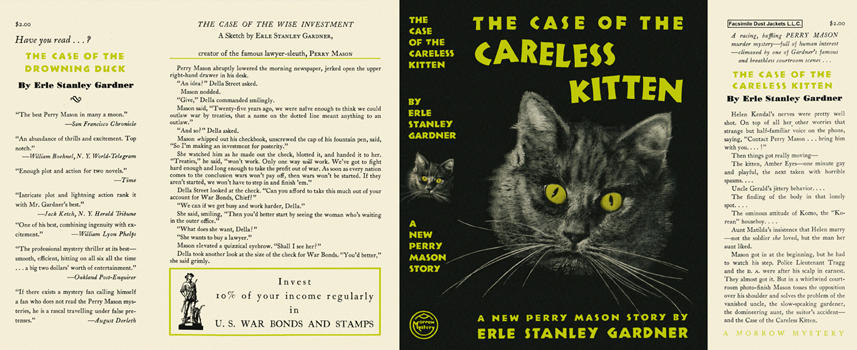 $2.00
Have you read . . . ?
THE CASE OF THE
DROWNING DUCK
By Erle Stanley Gardner
"The best Perry Mason in many a moon."
—San Francisco Chronicle
"An abundance of thrills and excitement. Top
notch."
—William Boehnel, N. Y. World-Telegram
"Enough plot and action for two novels."
—Time
"Intricate plot and lightning action rank it
with Mr. Gardner's best."
—Jack Ketch, N. Y. Herald Tribune
"One of his best, combining ingenuity with ex-
citement."
—William Lyon Phelps
"The professional mystery thriller at its best—
smooth, efficient, hitting on all six all the time
. . . a big two dollars' worth of entertainment."
—Oakland Post-Enquirer
"If there exists a mystery fan calling himself
a fan who does not read the Perry Mason mys-
teries, he is a rascal travelling under false pre-
tenses."
—August Derleth
THE CASE OF THE WISE INVESTMENT
A Sketch by ERLE STANLEY GARDNER,
creator of the famous lawyer-sleuth, PERRY MASON
Perry Mason abruptly lowered the morning newspaper, jerked open the upper
right-hand drawer in his desk.
"An idea!" Della Street asked.
Mason nodded.
"Give," Della commanded smilingly.
Mason said, "Twenty-five years ago, we were naïve enough to think we could
outlaw war by treaties, that a name on the dotted line meant anything to an
outlaw."
"And so?" Della asked.
Mason whipped out his checkbook, unscrewed the cap of his fountain pen, said,
"So I'm making an investment for posterity."
She watched him as he made out the check, blotted it, and handed it to her.
"Treaties," he said, "won't work. Only one way will work. We've got to fight
hard enough and long enough to take the profit out of war. As soon as every nation
comes to the conclusion wars won't pay off, then wars won't be started. If they
aren't started, we won't have to step in and finish 'em."
Della Street looked at the check. "Can you afford to take this much out of your
account for War Bonds, Chief?"
"We can if we get busy and work harder, Della."
She said, smiling, "Then you'd better start by seeing the woman who's waiting
in the outer office."
"What does she want, Della?"
"She wants to buy a lawyer."
Mason elevated a quizzical eyebrow. "Shall I see her?"
Della took another look at the size of the check for War Bonds. "You'd better,"
she said grimly.
Invest
10% of your income regularly
in
U. S. WAR BONDS AND STAMPS
THE
CASE
OF THE
CARELESS
KITTEN
BY
ERLE
STANLEY
GARDNER
A
NEW
PERRY
MASON
STORY
MORROW
Mystery
THE CASE OF THE
CARELESS
KITTEN
A NEW PERRY MASON STORY BY
ERLE STANLEY GARDNER
Facsimile Dust Jackets L.L.C.
$2.00
A racing, baffling PERRY MASON
murder mystery—full of human interest
—climaxed by one of Gardner's famous
and breathless courtroom scenes . . .
THE CASE OF THE
CARELESS KITTEN
By Erle Stanley Gardner
Helen Kendal's nerves were pretty well
shot. On top of all her other worries that
strange but half-familiar voice on the phone,
saying, "Contact Perry Mason . . . bring him
with you. . . . !"
Then things got really moving—
The kitten, Amber Eyes—one minute gay
and playful, the next taken with horrible
spasms. . . .
Uncle Gerald's jittery behavior. . . .
The finding of the body in that lonely
spot. . . .
The ominous attitude of Komo, the "Ko-
rean" houseboy. . . .
Aunt Matilda's insistence that Helen marry
—not the soldier she loved, but the man her
aunt liked.
Mason got in at the beginning, but he had
to watch his step. Police Lieutenant Tragg
and the D. A. were after his scalp in earnest.
They almost got it. But in a whirlwind court-
room photo-finish Mason tosses the opposition
over his shoulder and solves the problem of the
vanished uncle, the slow-speaking gardener,
the domineering aunt, the suitor's accident—
and the Case of the Careless Kitten.
A MORROW MYSTERY